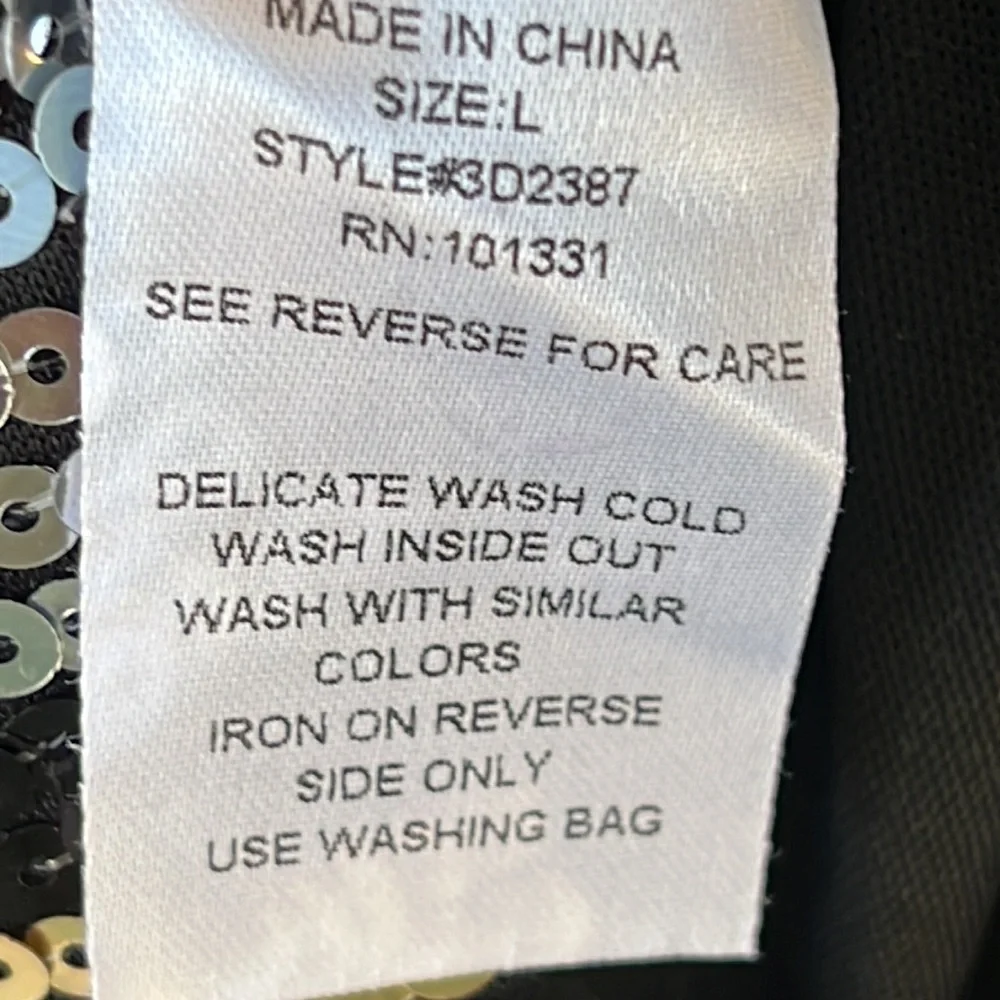 MADE IN CHINA
SIZE:L
STYLE#3D2387
RN:101331
SEE REVERSE FOR CARE
DELICATE WASH COLD
WASH INSIDE OUT
WASH WITH SIMILAR
COLORS
IRON ON REVERSE
SIDE ONLY
USE WASHING BAG